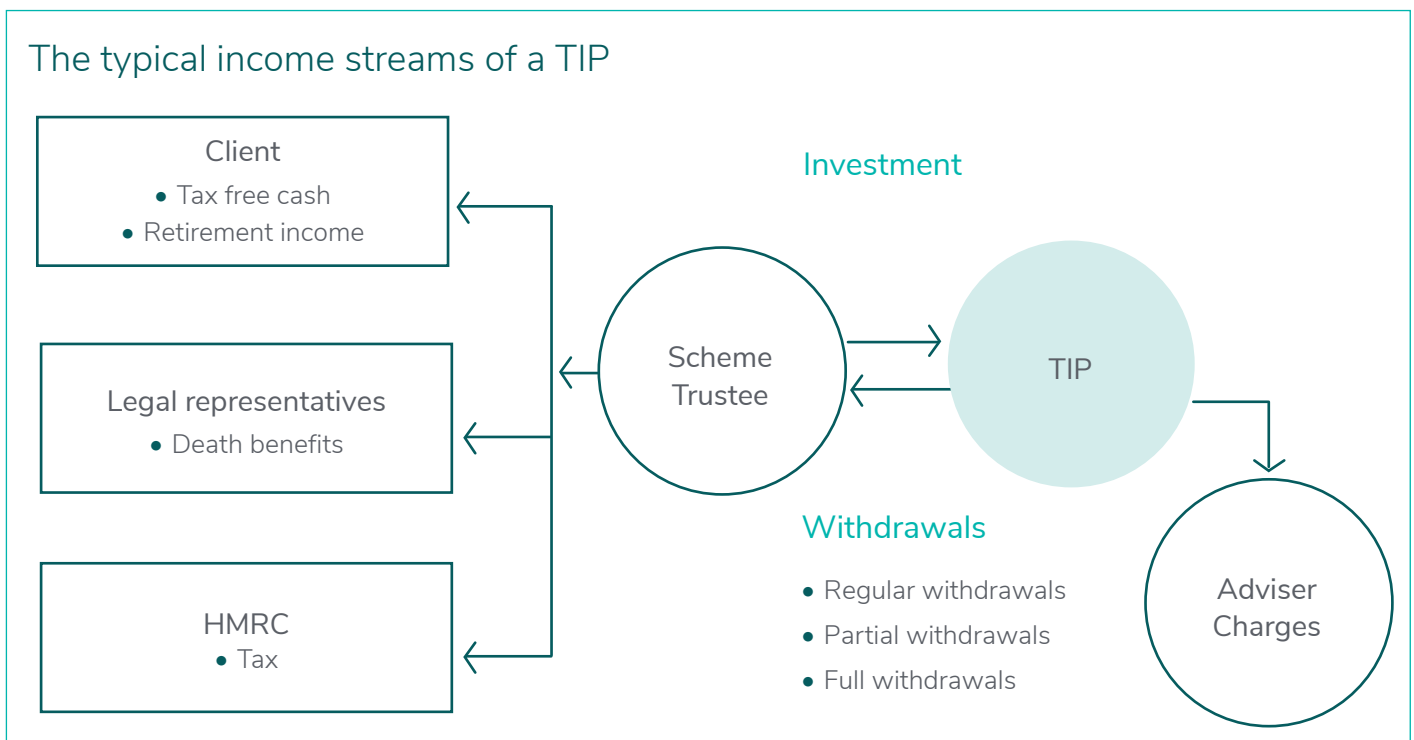 The typical income streams of a TIP
Client
• Tax free cash
• Retirement income
Legal representatives
• Death benefits
HMRC
• Tax
Scheme
Trustee
Investment
TIP
Withdrawals
• Regular withdrawals
• Partial withdrawals
• Full withdrawals
Adviser
Charges